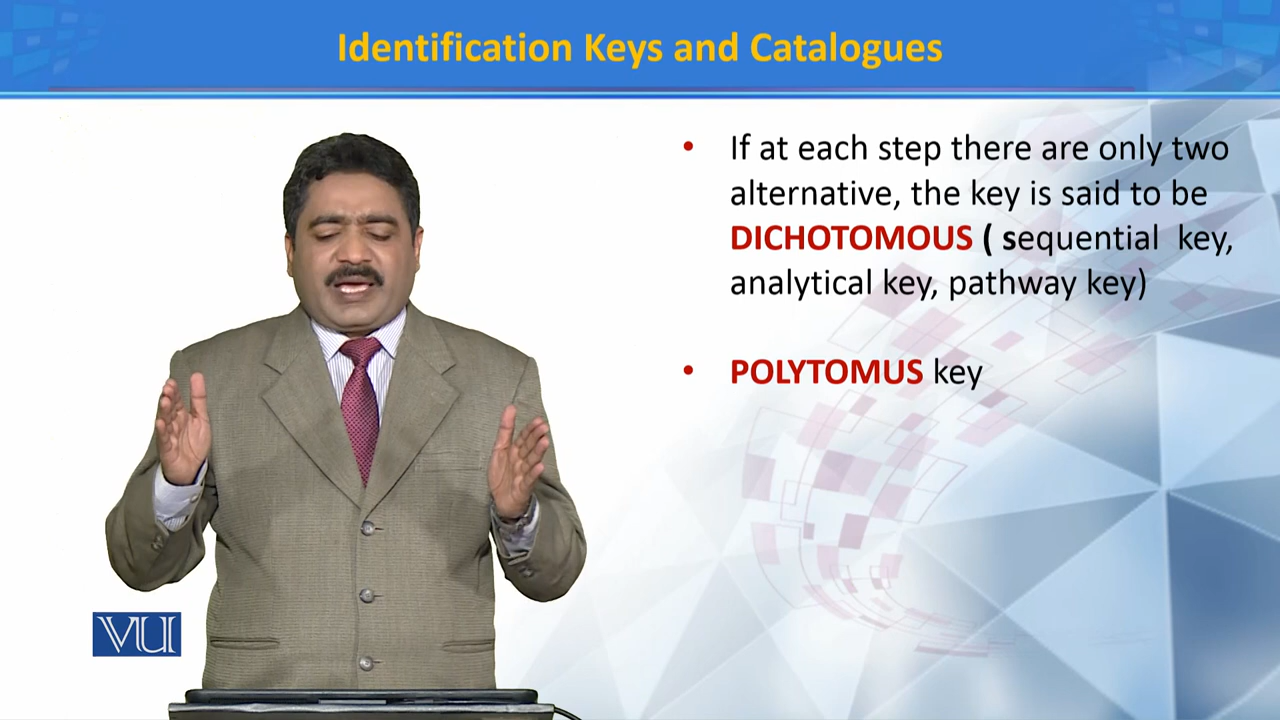 Identification Keys and Catalogues
• If at each step there are only two
alternative, the key is said to be
DICHOTOMOUS ( sequential key,
analytical key, pathway key)
• POLYTOMUS key
VU